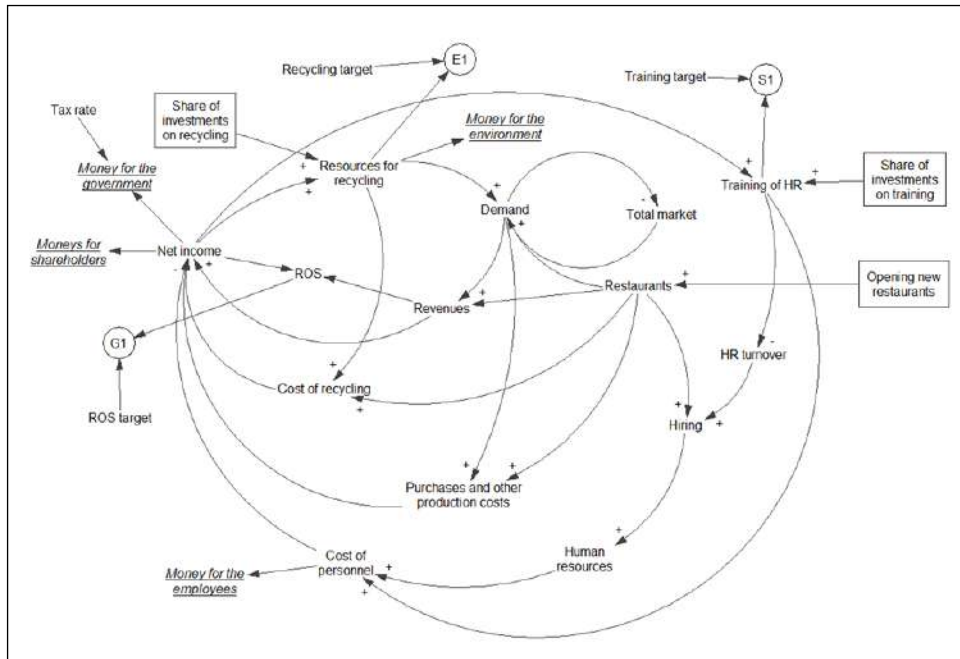 E1
Recycling target
Training target
S1
Tax rate
Share of
investments
on recycling
Money for the
environment
Money for the
government
+
Resources for
recycling
+
+
Training of HR
+
Share of
investments
on training
+
Demand
+
-
Total market
Moneys for
shareholders
Net income
-
+
ROS
Restaurants
+
Opening new
restaurants
+
Revenues
G1
-
HR turnover
+
Cost of recycling
+
ROS target
+
+
Hiring
+
+
Purchases and other
production costs
+
Human
resources
Cost of
personnel
+
+
Money for the
employees